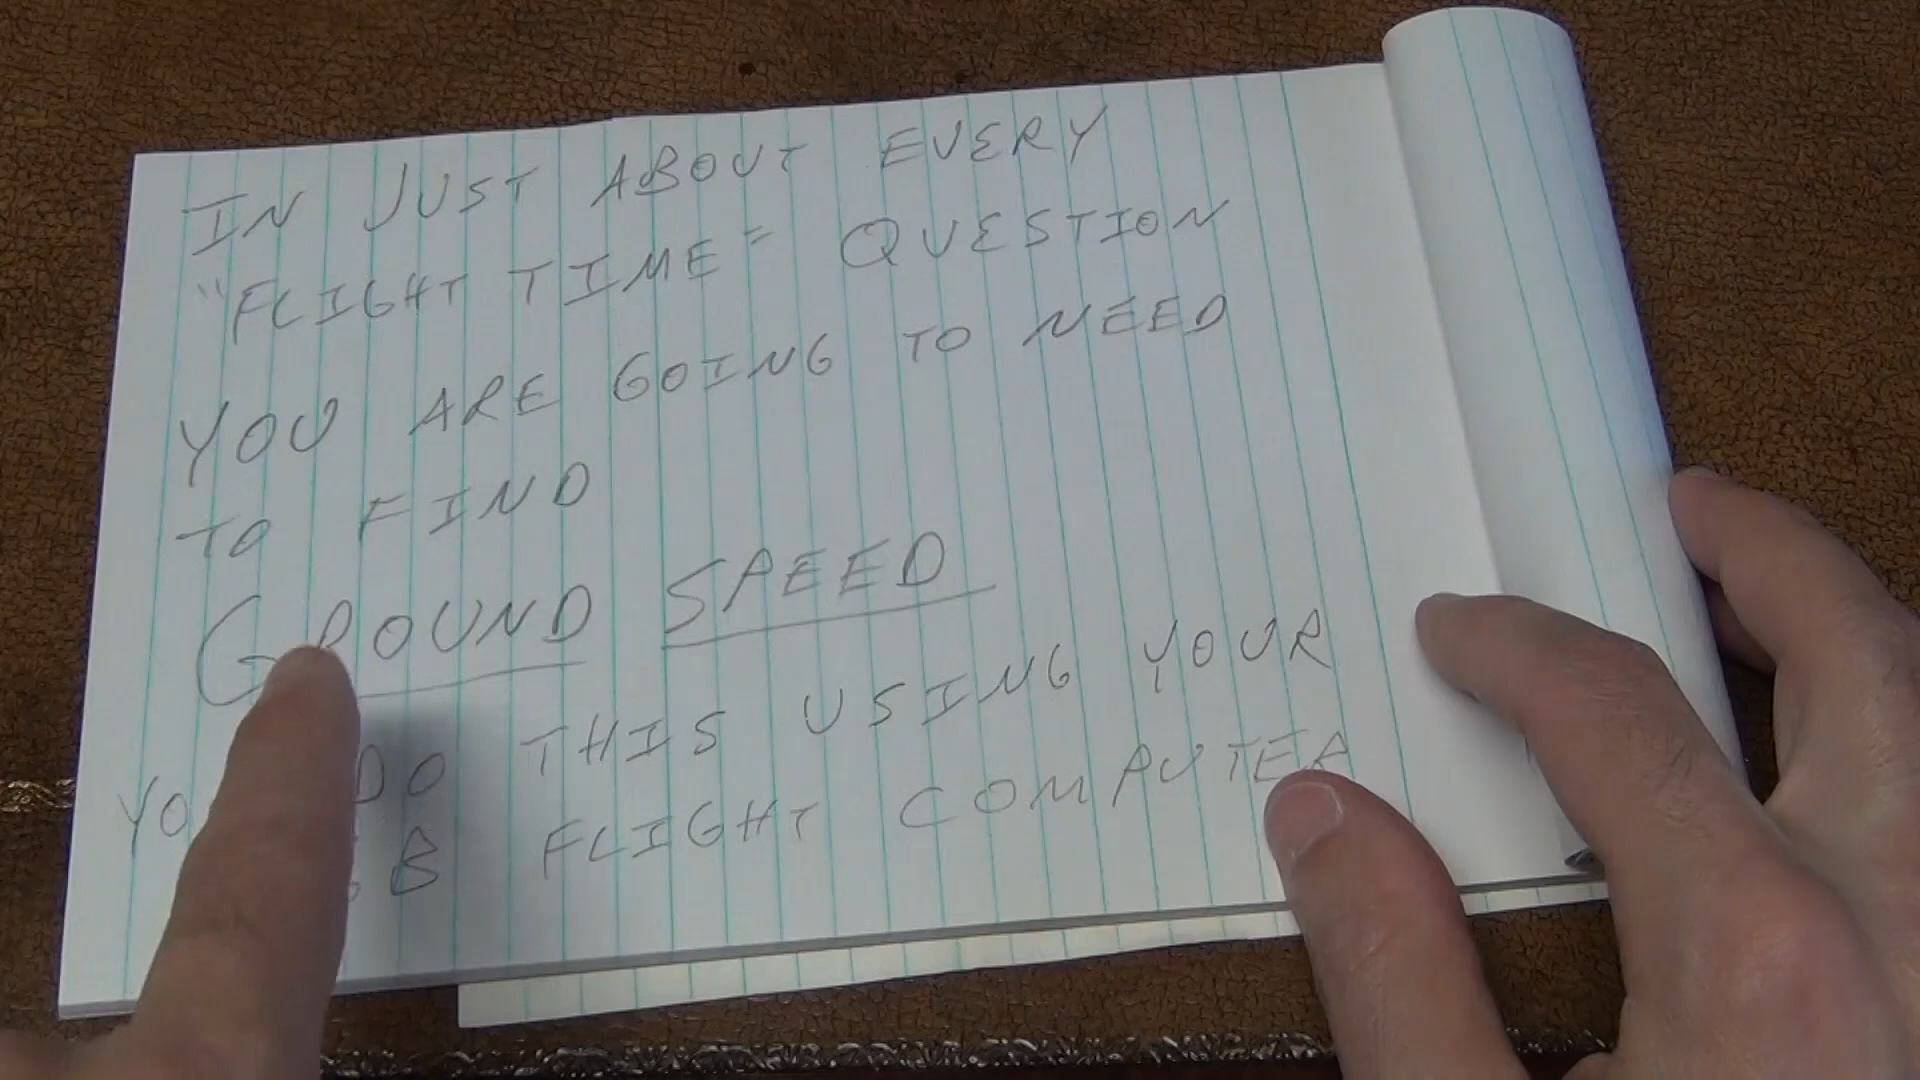 IN JUST ABOUT EVERY
"FLIGHT TIME" QUESTION
YOU ARE GOING TO NEED
TO FIND
GROUND SPEED
DO THIS USING YOUR
FLIGHT COMPUTER